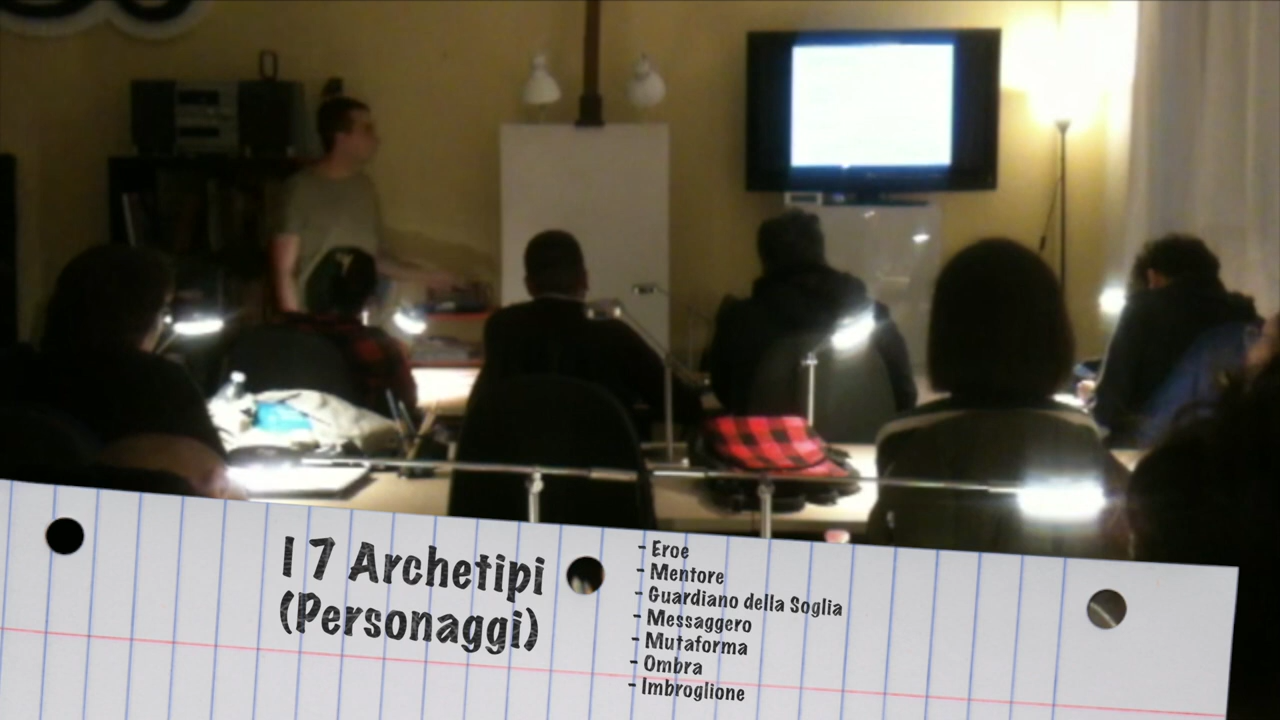 I 7 Archetipi
(Personaggi)
- Eroe
- Mentore
- Guardiano della Soglia
- Messaggero
- Mutaforma
- Ombra
- Imbroglione